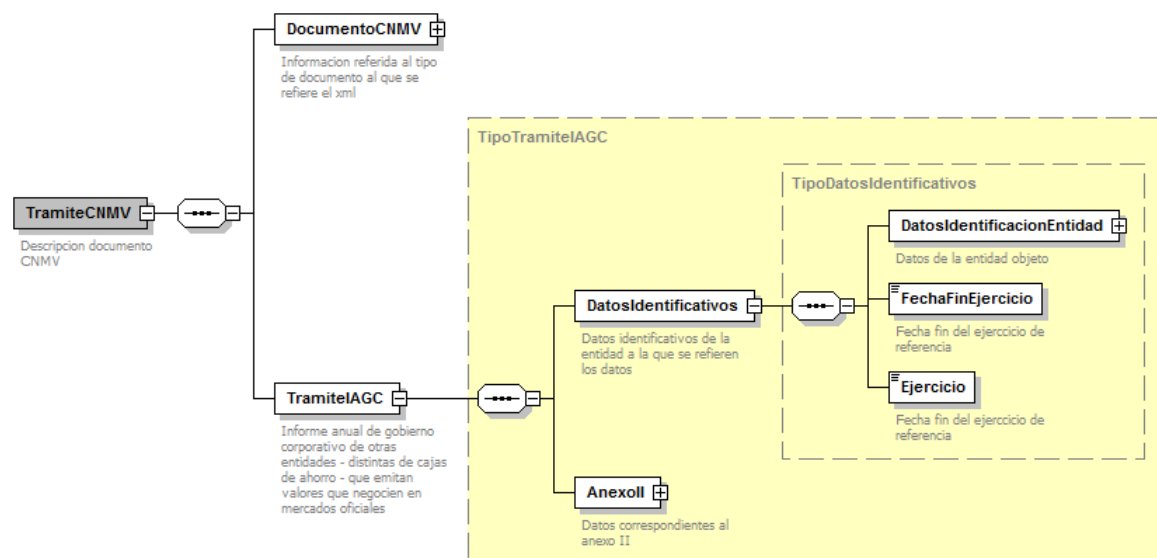 DocumentoCNMV
Informacion referida al tipo
de documento al que se
refiere el xml
TipoTramiteIAGC
TipoDatosIdentificativos
TramiteCNMV
Descripcion documento
CNMV
DatosIdentificacionEntidad
Datos de la entidad objeto
DatosIdentificativos
Datos identificativos de la
entidad a la que se refieren
los datos
FechaFinEjercicio
Fecha fin del ejerccicio de
referencia
Ejercicio
Fecha fin del ejerccicio de
referencia
TramiteIAGC
Informe anual de gobierno
corporativo de otras
entidades - distintas de cajas
de ahorro - que emitan
valores que negocien en
mercados oficiales
AnexoII
Datos correspondientes al
anexo II